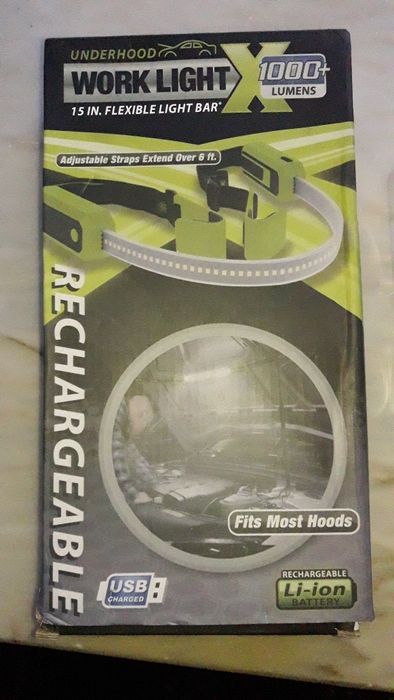 UNDERHOOD
WORK LIGHT X
1000+
LUMENS
15 IN. FLEXIBLE LIGHT BAR*
Adjustable Straps Extend Over 6 ft.
RECHARGEABLE
Fits Most Hoods
USB
CHARGED
RECHARGEABLE
Li-ion
BATTERY